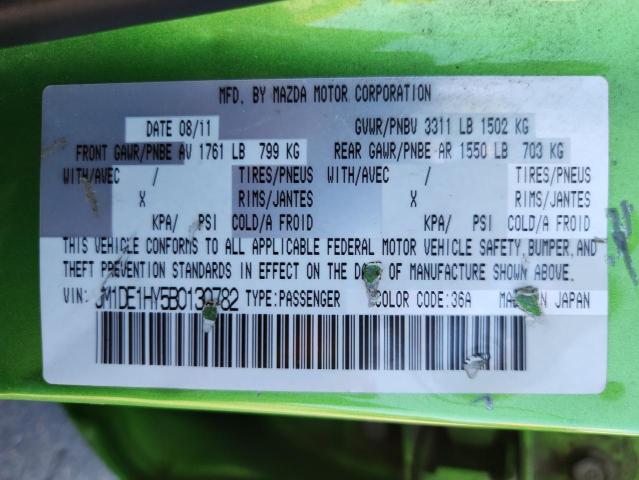 MFD. BY MAZDA MOTOR CORPORATION
DATE 08/11 GVWR/PNBV 3311 LB 1502 KG
FRONT GAWR/PNBE AV 1761 LB 799 KG REAR GAWR/PNBE AR 1550 LB 703 KG
WITH/AVEC / TIRES/PNEUS WITH/AVEC / TIRES/PNEUS
X RIMS/JANTES X RIMS/JANTES
KPA/ PSI COLD/A FROID KPA/ PSI COLD/A FROID
THIS VEHICLE CONFORMS TO ALL APPLICABLE FEDERAL MOTOR VEHICLE SAFETY, BUMPER, AND
THEFT PREVENTION STANDARDS IN EFFECT ON THE DATE OF MANUFACTURE SHOWN ABOVE.
VIN: JM1DE1HY5B0130782 TYPE:PASSENGER COLOR CODE:36A MADE IN JAPAN